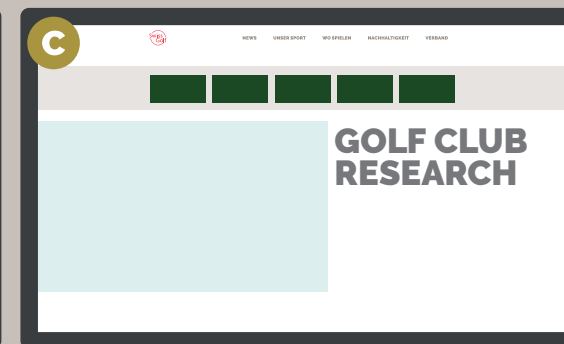 C
NEWS UNSER SPORT WO SPIELEN NACHHALTIGKEIT VERBAND
GOLF CLUB
RESEARCH